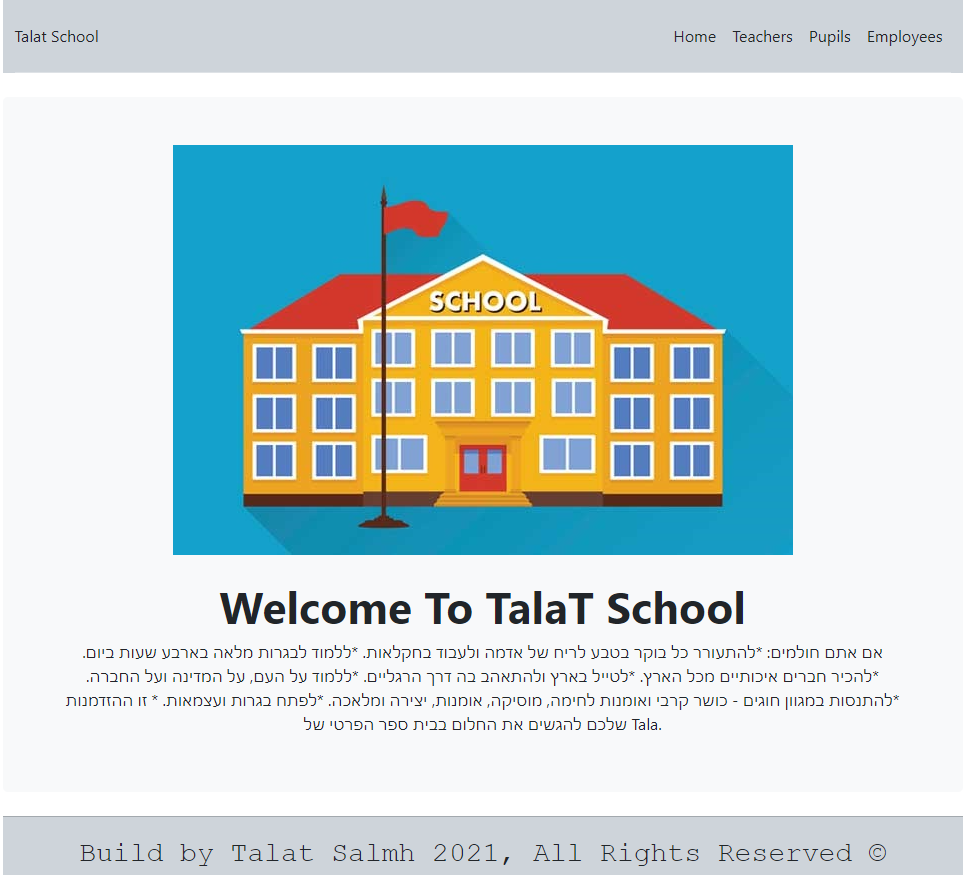 Talat School
Home Teachers Pupils Employees
SCHOOL
Welcome To TalaT School
אם אתם חולמים: *להתעורר כל בוקר בטבע לריח של אדמה ולעבוד בחקלאות. *ללמוד לבגרות מלאה בארבע שעות ביום.
*להכיר חברים איכותיים מכל הארץ. *לטייל בארץ ולהתאהב בה דרך הרגליים. *ללמוד על העם, על המדינה ועל החברה.
*להתנסות במגוון חוגים - כושר קרבי ואומנות לחימה, מוסיקה, אומנות, יצירה ומלאכה. *לפתח בגרות ועצמאות. * זו ההזדמנות
שלכם להגשים את החלום בבית ספר הפרטי של Tala.
Build by Talat Salmh 2021, All Rights Reserved ©